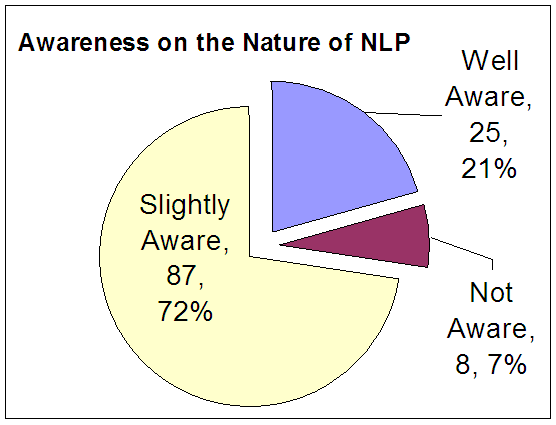 Awareness on the Nature of NLP
Well
Aware,
25,
21%
Slightly
Aware,
87,
72%
Not
Aware,
8, 7%